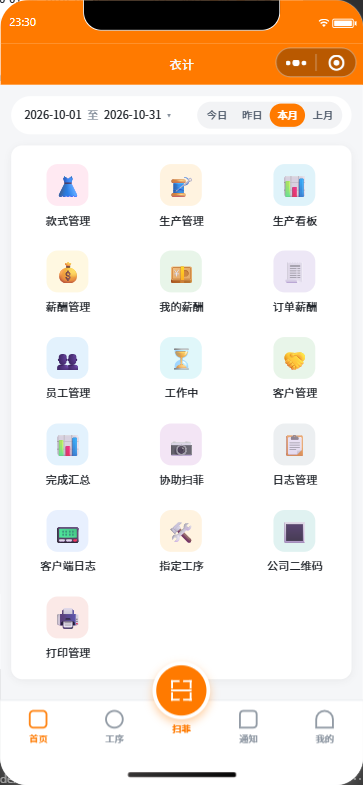 23:30
衣计
2026-10-01 至 2026-10-31 ▾ 今日 昨日 本月 上月
款式管理 生产管理 生产看板
薪酬管理 我的薪酬 订单薪酬
员工管理 工作中 客户管理
完成汇总 协助扫菲 日志管理
客户端日志 指定工序 公司二维码
打印管理
首页 工序 扫菲 通知 我的